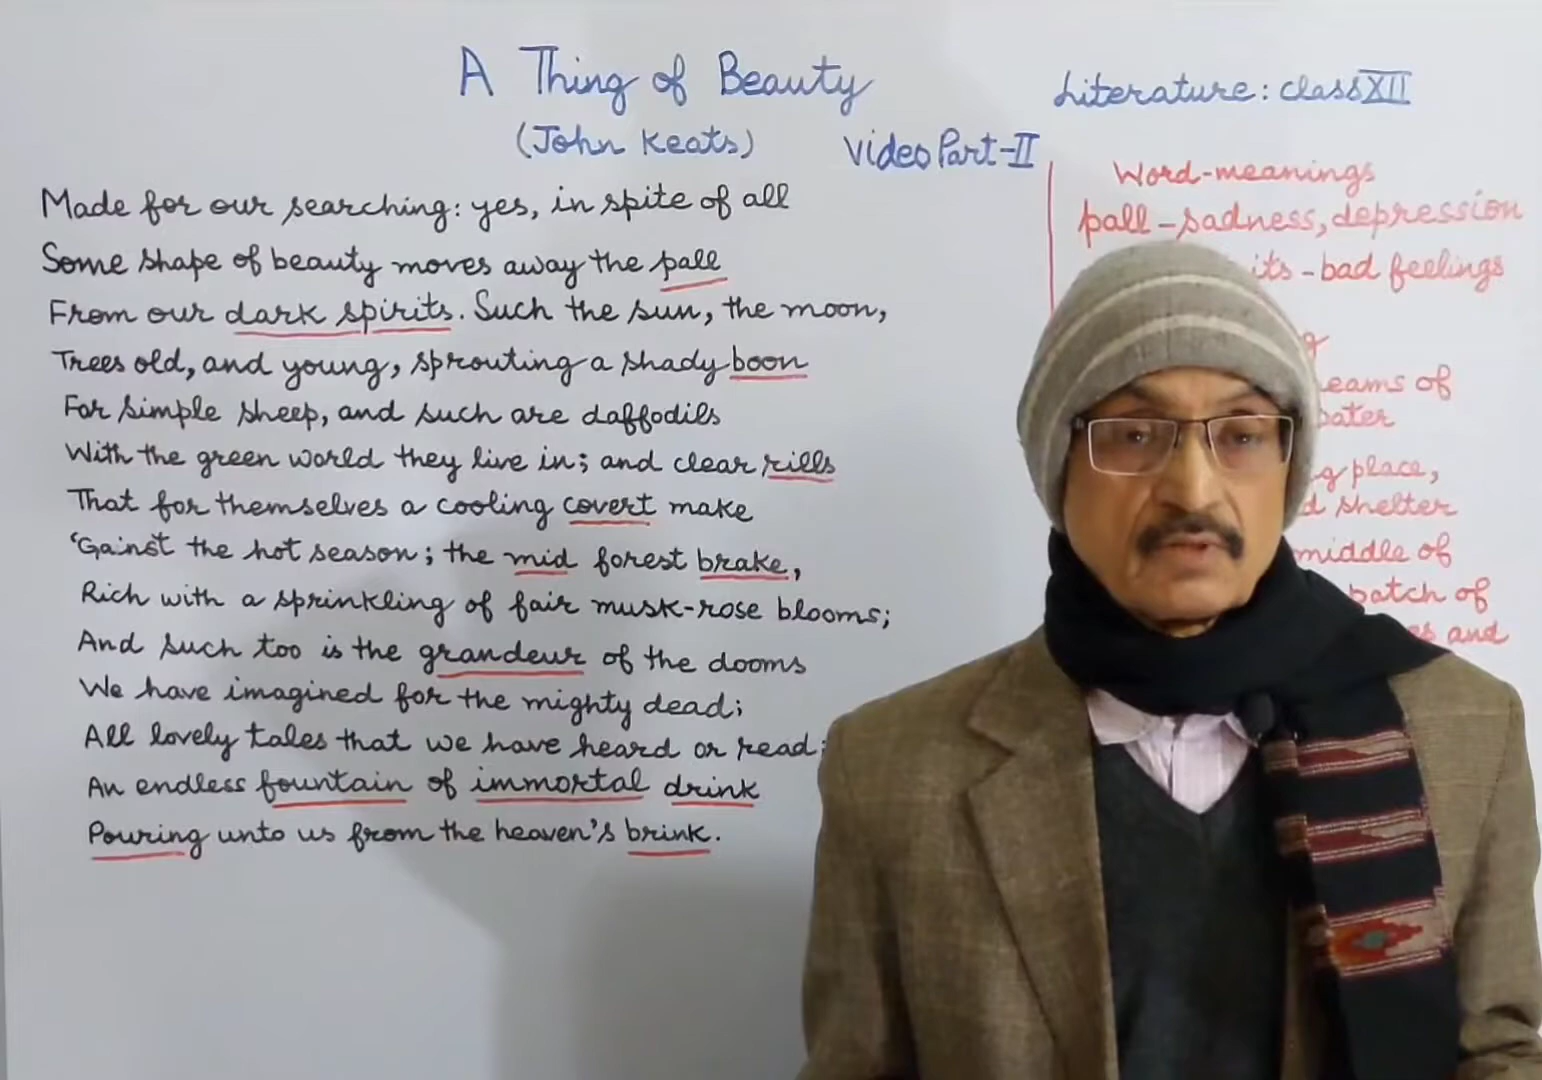 A Thing of Beauty
(John Keats)
Literature: class XII
Video Part-II
Made for our searching: yes, in spite of all
Some shape of beauty moves away the pall
From our dark spirits. Such the sun, the moon,
Trees old, and young, sprouting a shady boon
For simple sheep, and such are daffodils
With the green world they live in; and clear rills
That for themselves a cooling covert make
'Gainst the hot season; the mid forest brake,
Rich with a sprinkling of fair musk-rose blooms;
And such too is the grandeur of the dooms
We have imagined for the mighty dead;
All lovely tales that we have heard or read;
An endless fountain of immortal drink
Pouring unto us from the heaven's brink.
Word-meanings
pall - sadness, depression
- bad feelings
of
place,
shelter
middle of
patch of
and